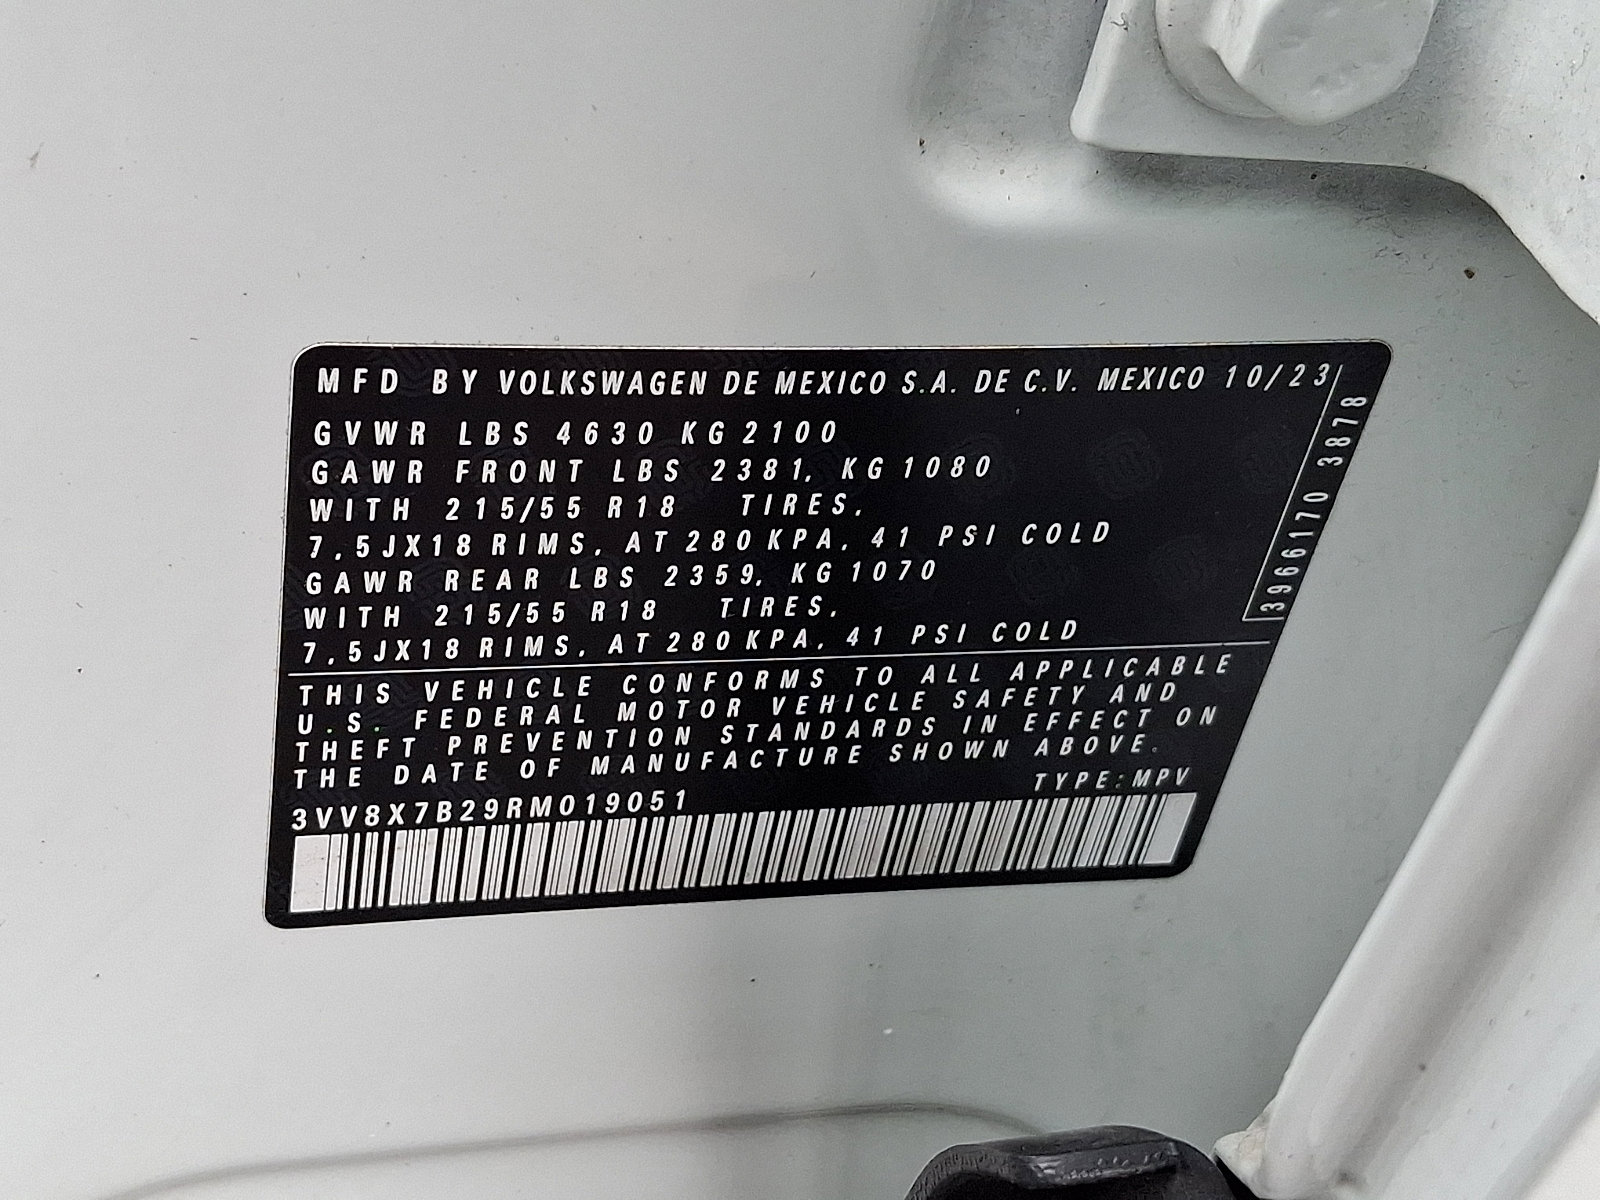 MFD BY VOLKSWAGEN DE MEXICO S.A. DE C.V. MEXICO 10/23
GVWR LBS 4630 KG 2100
GAWR FRONT LBS 2381, KG 1080
WITH 215/55 R18 TIRES,
7,5JX18 RIMS, AT 280 KPA, 41 PSI COLD
GAWR REAR LBS 2359, KG 1070
WITH 215/55 R18 TIRES,
7,5JX18 RIMS, AT 280 KPA, 41 PSI COLD
3966170 3878
THIS VEHICLE CONFORMS TO ALL APPLICABLE
U.S. FEDERAL MOTOR VEHICLE SAFETY AND
THEFT PREVENTION STANDARDS IN EFFECT ON
THE DATE OF MANUFACTURE SHOWN ABOVE.
TYPE:MPV
3VV8X7B29RM019051